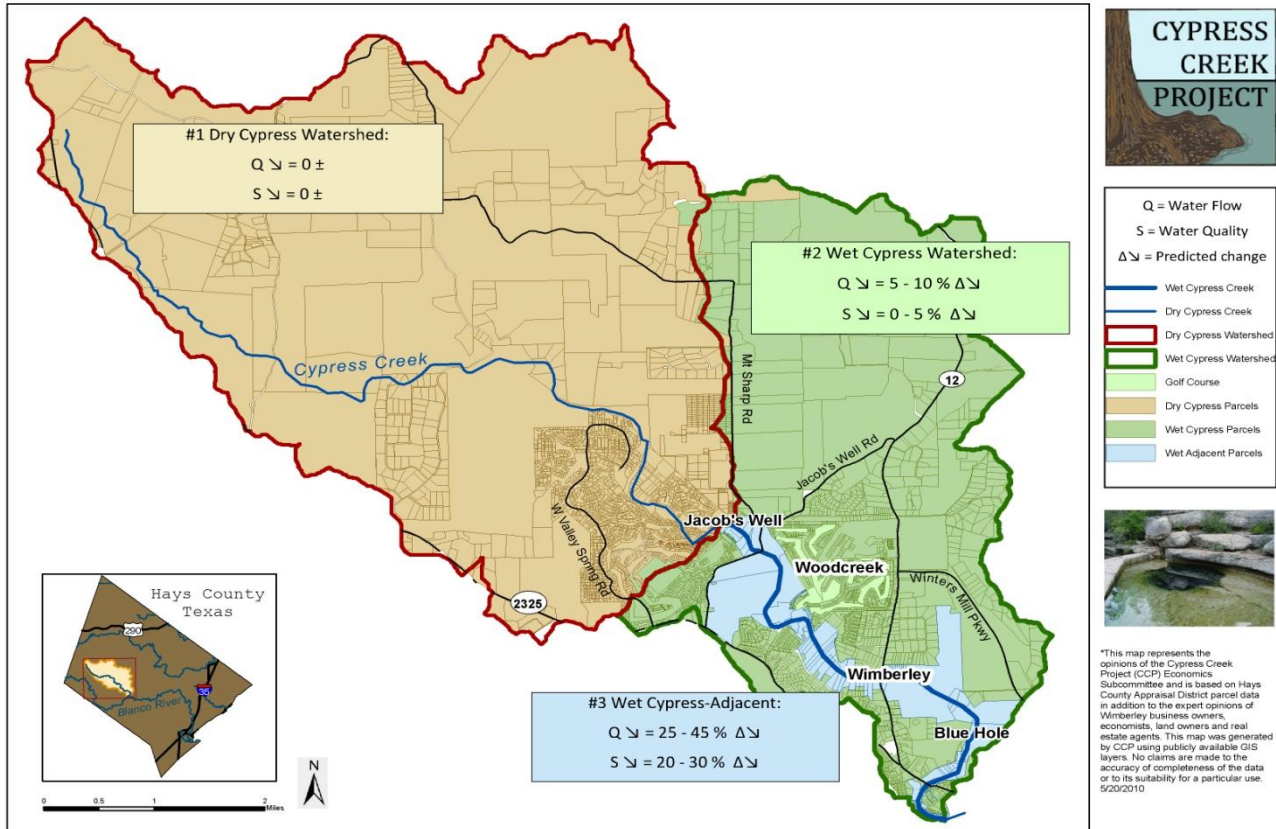 #1 Dry Cypress Watershed:
Q ↘ = 0 ±
S ↘ = 0 ±
#2 Wet Cypress Watershed:
Q ↘ = 5 - 10 % Δ↘
S ↘ = 0 - 5 % Δ↘
Cypress Creek
Mt Sharp Rd
12
Jacob's Well Rd
W Valley Spring Rd
Jacob's Well
Woodcreek
Winters Mill Pkwy
2325
Wimberley
Blue Hole
#3 Wet Cypress-Adjacent:
Q ↘ = 25 - 45 % Δ↘
S ↘ = 20 - 30 % Δ↘
Hays County
Texas
290
35
Blanco River
0 0.5 1 2
Miles
N
CYPRESS
CREEK
PROJECT
Q = Water Flow
S = Water Quality
Δ↘ = Predicted change
Wet Cypress Creek
Dry Cypress Creek
Dry Cypress Watershed
Wet Cypress Watershed
Golf Course
Dry Cypress Parcels
Wet Cypress Parcels
Wet Adjacent Parcels
*This map represents the
opinions of the Cypress Creek
Project (CCP) Economics
Subcommittee and is based on Hays
County Appraisal District parcel data
in addition to the expert opinions of
Wimberley business owners,
economists, land owners and real
estate agents. This map was generated
by CCP using publicly available GIS
layers. No claims are made to the
accuracy of completeness of the data
or to its suitability for a particular use.
5/20/2010